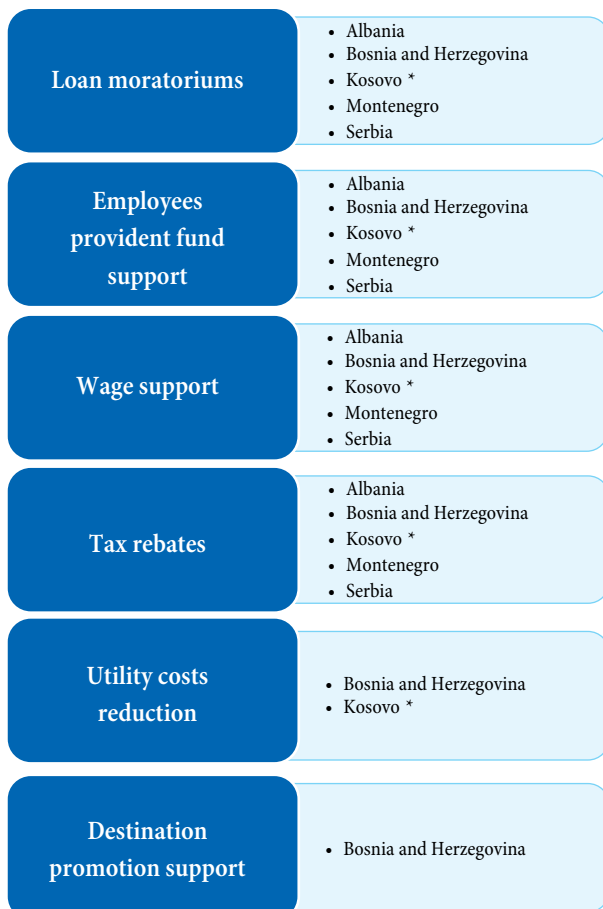 Loan moratoriums
• Albania
• Bosnia and Herzegovina
• Kosovo *
• Montenegro
• Serbia
Employees
provident fund
support
• Albania
• Bosnia and Herzegovina
• Kosovo *
• Montenegro
• Serbia
Wage support
• Albania
• Bosnia and Herzegovina
• Kosovo *
• Montenegro
• Serbia
Tax rebates
• Albania
• Bosnia and Herzegovina
• Kosovo *
• Montenegro
• Serbia
Utility costs
reduction
• Bosnia and Herzegovina
• Kosovo *
Destination
promotion support
• Bosnia and Herzegovina